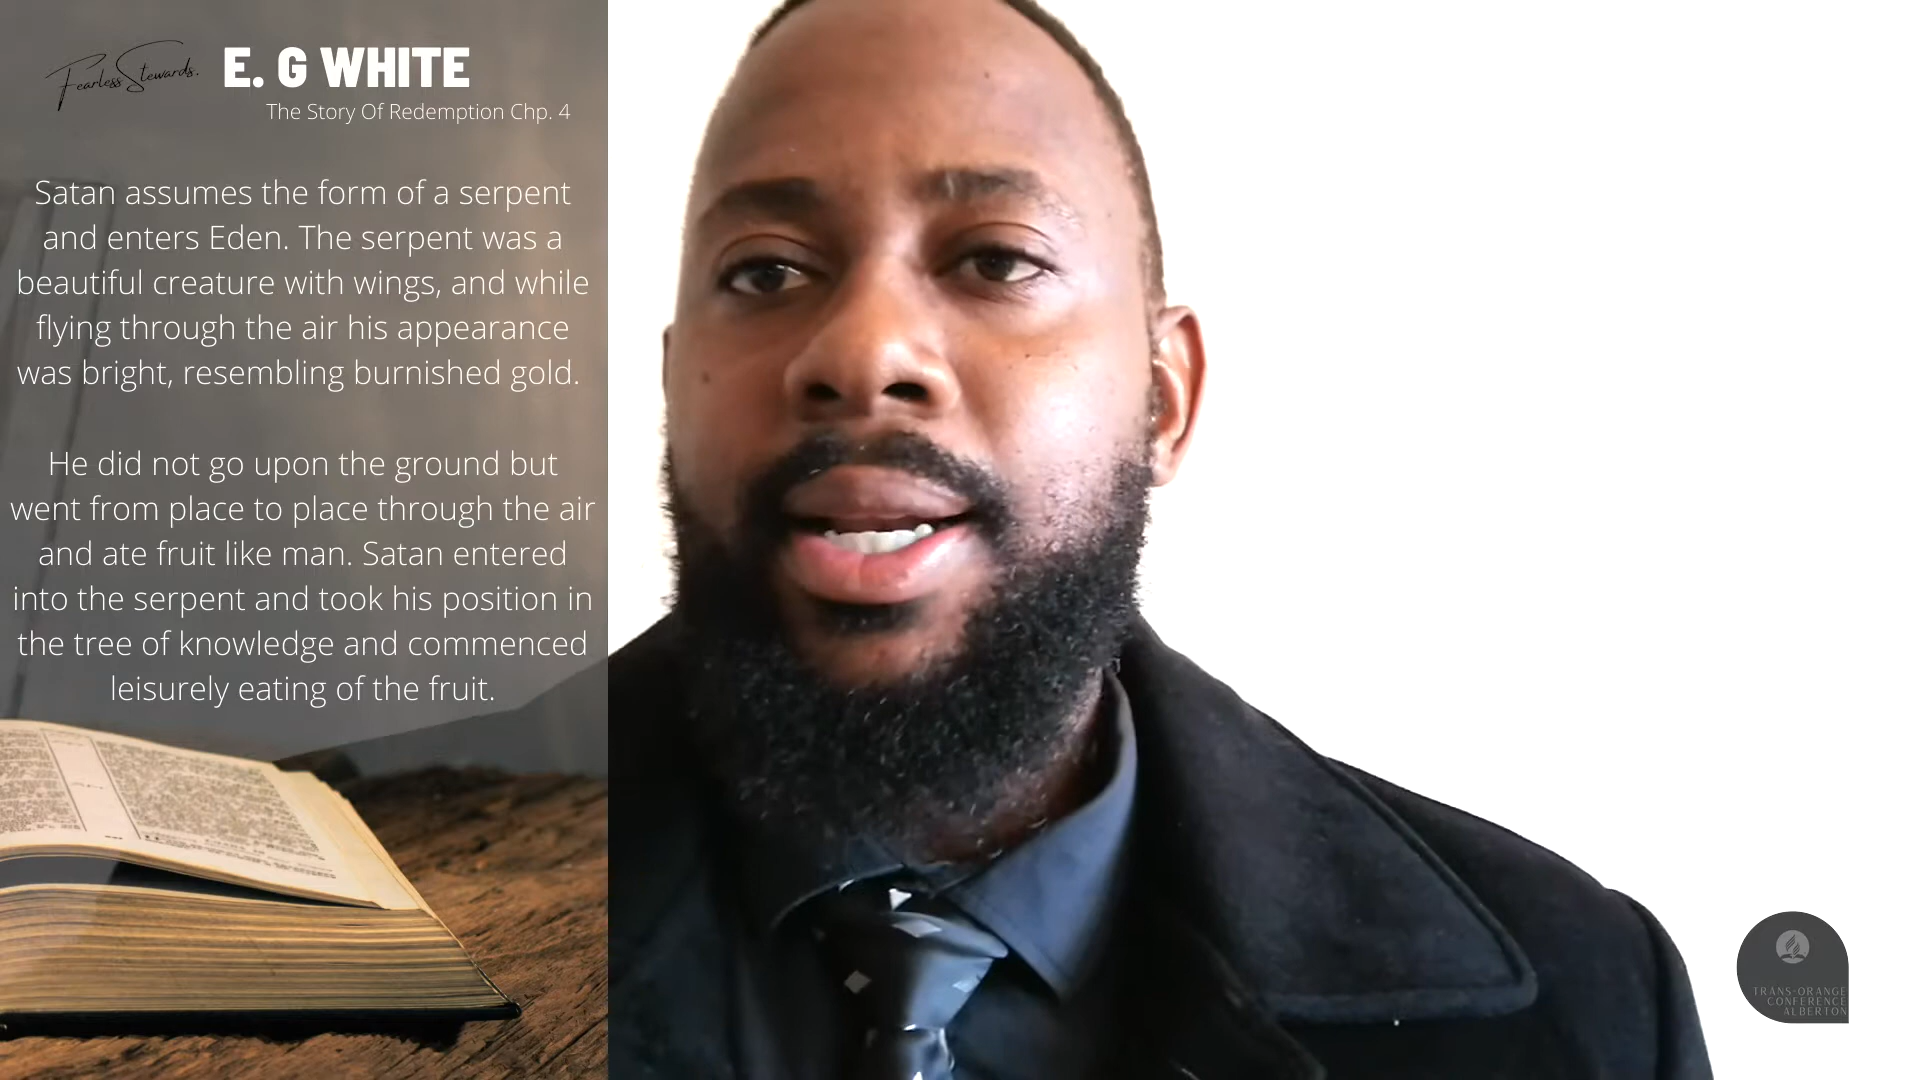 Fearless Stewards.
E. G WHITE
The Story Of Redemption Chp. 4
Satan assumes the form of a serpent
and enters Eden. The serpent was a
beautiful creature with wings, and while
flying through the air his appearance
was bright, resembling burnished gold.
He did not go upon the ground but
went from place to place through the air
and ate fruit like man. Satan entered
into the serpent and took his position in
the tree of knowledge and commenced
leisurely eating of the fruit.
TRANS-ORANGE
CONFERENCE
ALBERTON